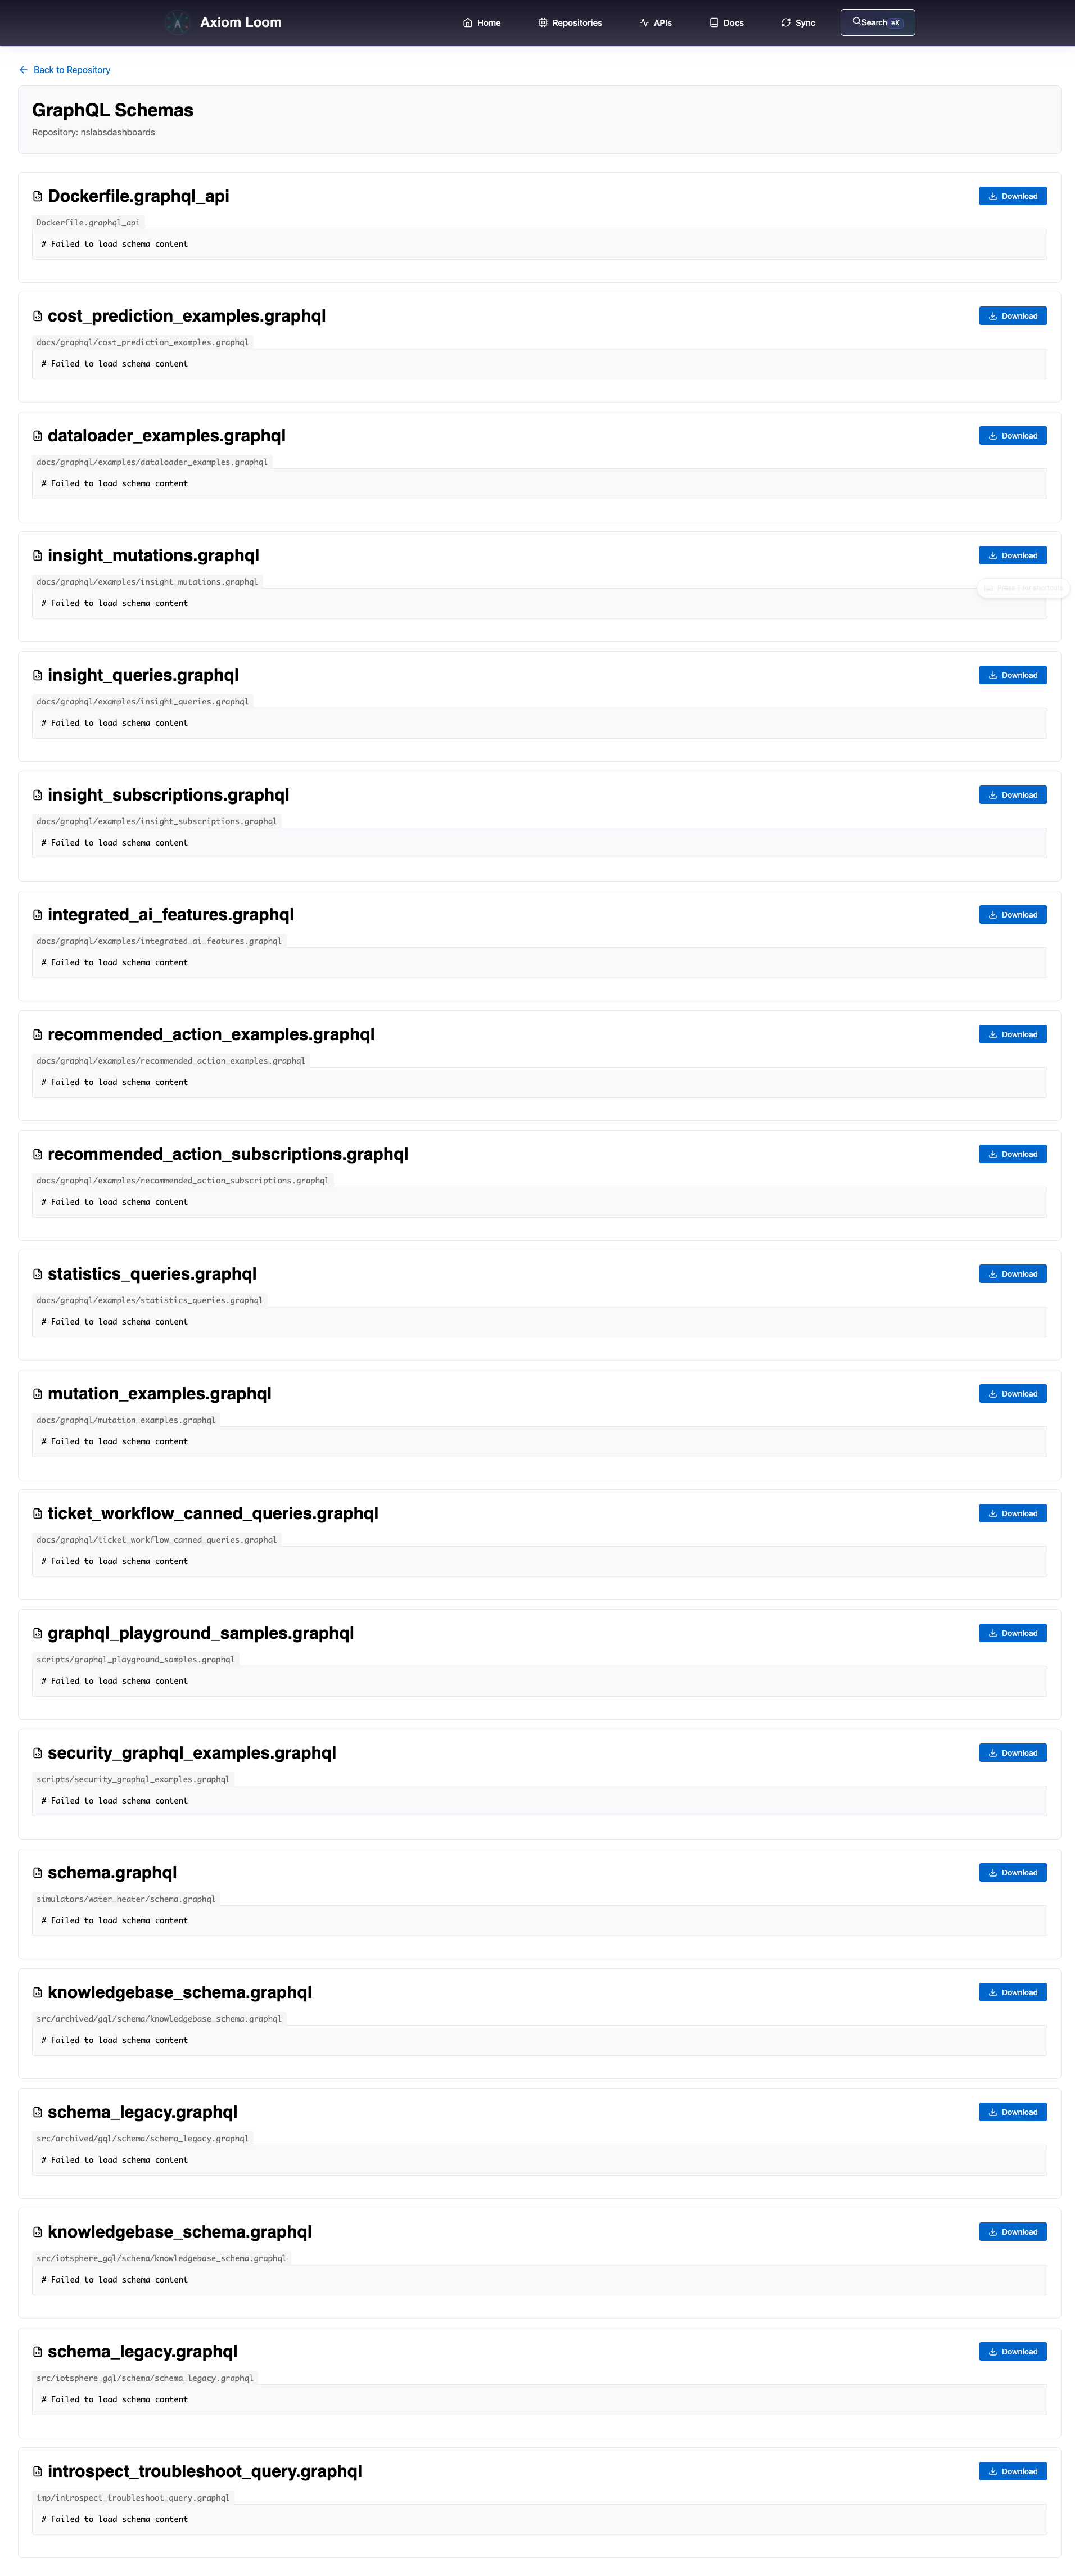 Axiom Loom
Home
Repositories
APIs
Docs
Sync
Search ⌘K
Back to Repository
GraphQL Schemas
Repository: nslabsdashboards
Dockerfile.graphql_api
Download
Dockerfile.graphql_api
# Failed to load schema content
cost_prediction_examples.graphql
Download
docs/graphql/cost_prediction_examples.graphql
# Failed to load schema content
dataloader_examples.graphql
Download
docs/graphql/examples/dataloader_examples.graphql
# Failed to load schema content
insight_mutations.graphql
Download
docs/graphql/examples/insight_mutations.graphql
Press ? for shortcuts
# Failed to load schema content
insight_queries.graphql
Download
docs/graphql/examples/insight_queries.graphql
# Failed to load schema content
insight_subscriptions.graphql
Download
docs/graphql/examples/insight_subscriptions.graphql
# Failed to load schema content
integrated_ai_features.graphql
Download
docs/graphql/examples/integrated_ai_features.graphql
# Failed to load schema content
recommended_action_examples.graphql
Download
docs/graphql/examples/recommended_action_examples.graphql
# Failed to load schema content
recommended_action_subscriptions.graphql
Download
docs/graphql/examples/recommended_action_subscriptions.graphql
# Failed to load schema content
statistics_queries.graphql
Download
docs/graphql/examples/statistics_queries.graphql
# Failed to load schema content
mutation_examples.graphql
Download
docs/graphql/mutation_examples.graphql
# Failed to load schema content
ticket_workflow_canned_queries.graphql
Download
docs/graphql/ticket_workflow_canned_queries.graphql
# Failed to load schema content
graphql_playground_samples.graphql
Download
scripts/graphql_playground_samples.graphql
# Failed to load schema content
security_graphql_examples.graphql
Download
scripts/security_graphql_examples.graphql
# Failed to load schema content
schema.graphql
Download
simulators/water_heater/schema.graphql
# Failed to load schema content
knowledgebase_schema.graphql
Download
src/archived/gql/schema/knowledgebase_schema.graphql
# Failed to load schema content
schema_legacy.graphql
Download
src/archived/gql/schema/schema_legacy.graphql
# Failed to load schema content
knowledgebase_schema.graphql
Download
src/iotsphere_gql/schema/knowledgebase_schema.graphql
# Failed to load schema content
schema_legacy.graphql
Download
src/iotsphere_gql/schema/schema_legacy.graphql
# Failed to load schema content
introspect_troubleshoot_query.graphql
Download
tmp/introspect_troubleshoot_query.graphql
# Failed to load schema content